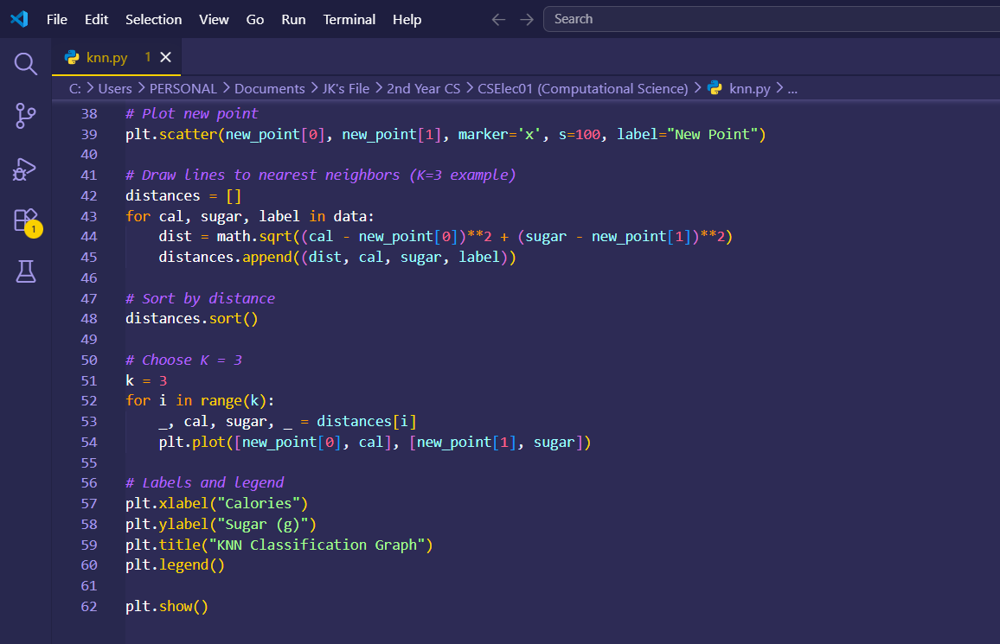 File Edit Selection View Go Run Terminal Help Search
knn.py 1
C: > Users > PERSONAL > Documents > JK's File > 2nd Year CS > CSElec01 (Computational Science) > knn.py > ...
38 # Plot new point
39 plt.scatter(new_point[0], new_point[1], marker='x', s=100, label="New Point")
40
41 # Draw lines to nearest neighbors (K=3 example)
42 distances = []
43 for cal, sugar, label in data:
44     dist = math.sqrt((cal - new_point[0])**2 + (sugar - new_point[1])**2)
45     distances.append((dist, cal, sugar, label))
46
47 # Sort by distance
48 distances.sort()
49
50 # Choose K = 3
51 k = 3
52 for i in range(k):
53     _, cal, sugar, _ = distances[i]
54     plt.plot([new_point[0], cal], [new_point[1], sugar])
55
56 # Labels and legend
57 plt.xlabel("Calories")
58 plt.ylabel("Sugar (g)")
59 plt.title("KNN Classification Graph")
60 plt.legend()
61
62 plt.show()
1